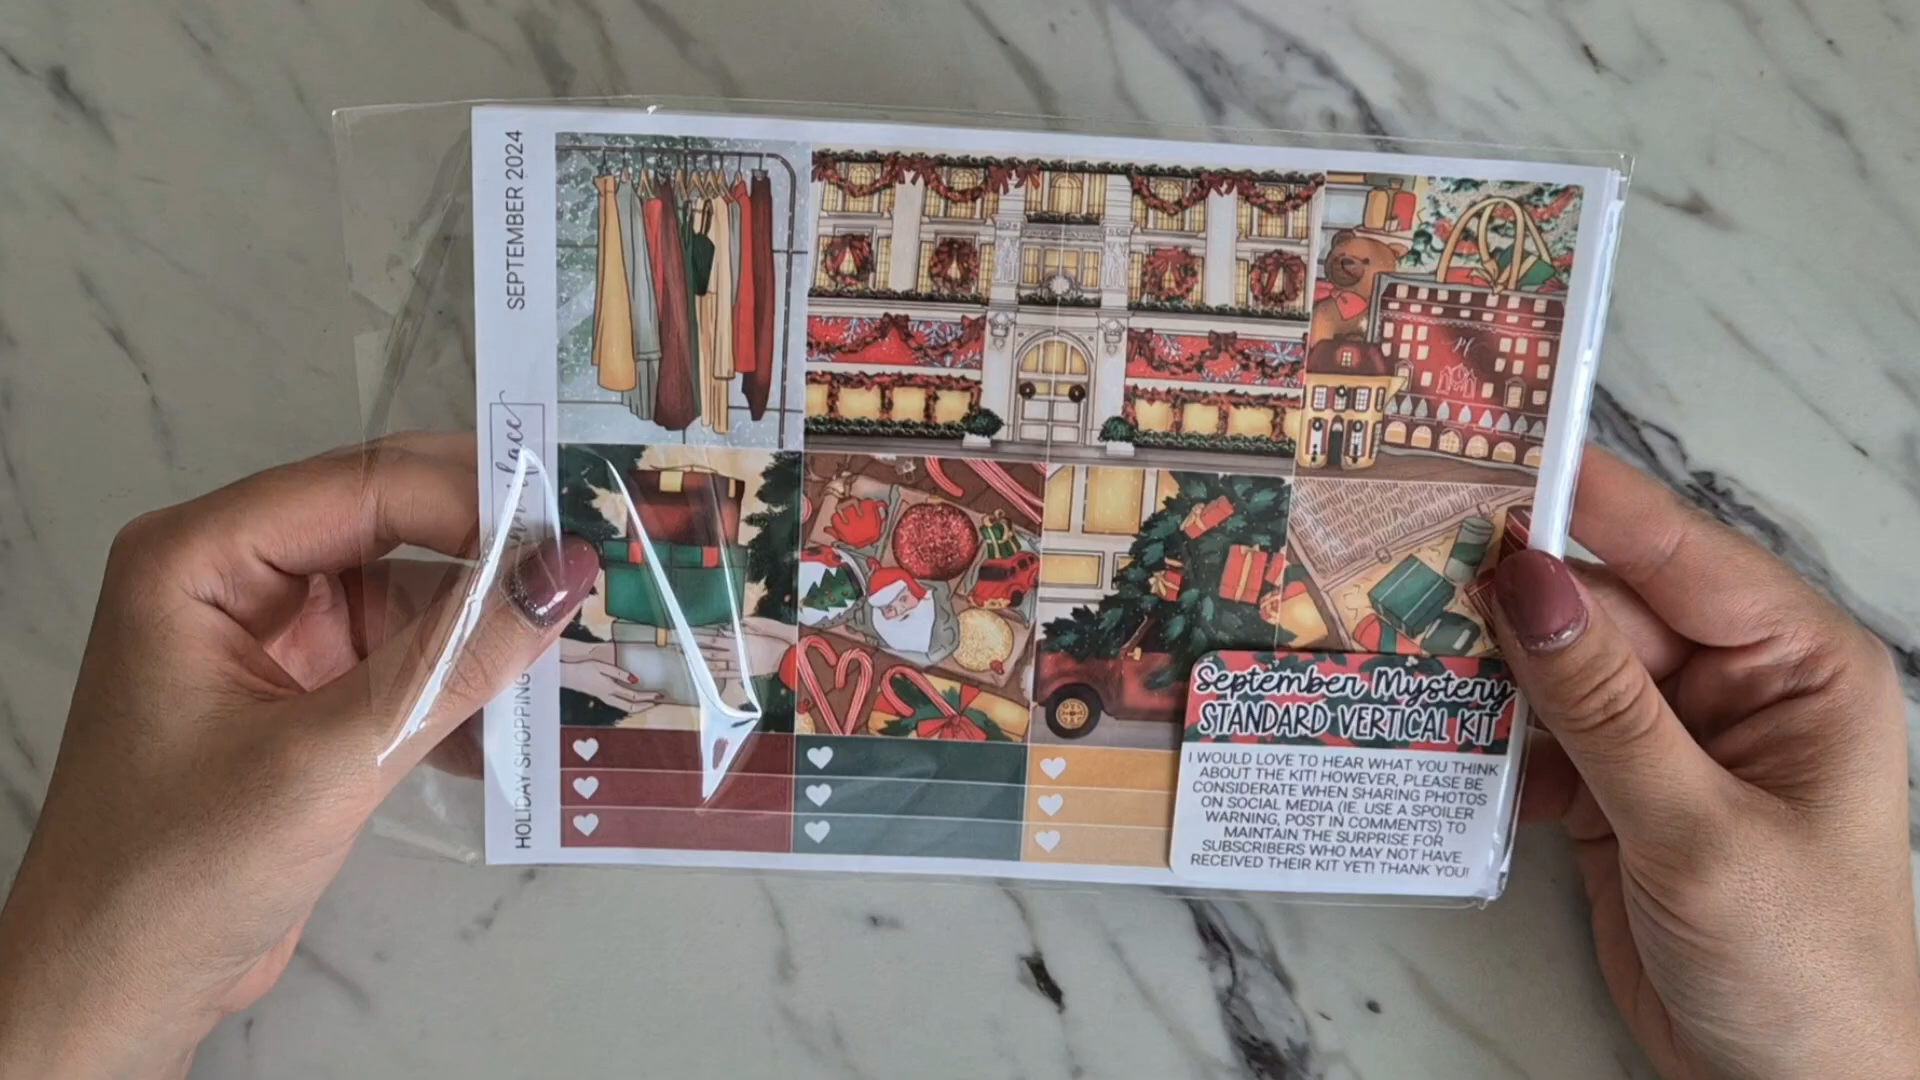 SEPTEMBER 2024
HOLIDAY SHOPPING
September Mystery
STANDARD VERTICAL KIT
I WOULD LOVE TO HEAR WHAT YOU THINK
ABOUT THE KIT! HOWEVER, PLEASE BE
CONSIDERATE WHEN SHARING PHOTOS
ON SOCIAL MEDIA (IE. USE A SPOILER
WARNING, POST IN COMMENTS) TO
MAINTAIN THE SURPRISE FOR
SUBSCRIBERS WHO MAY NOT HAVE
RECEIVED THEIR KIT YET! THANK YOU!